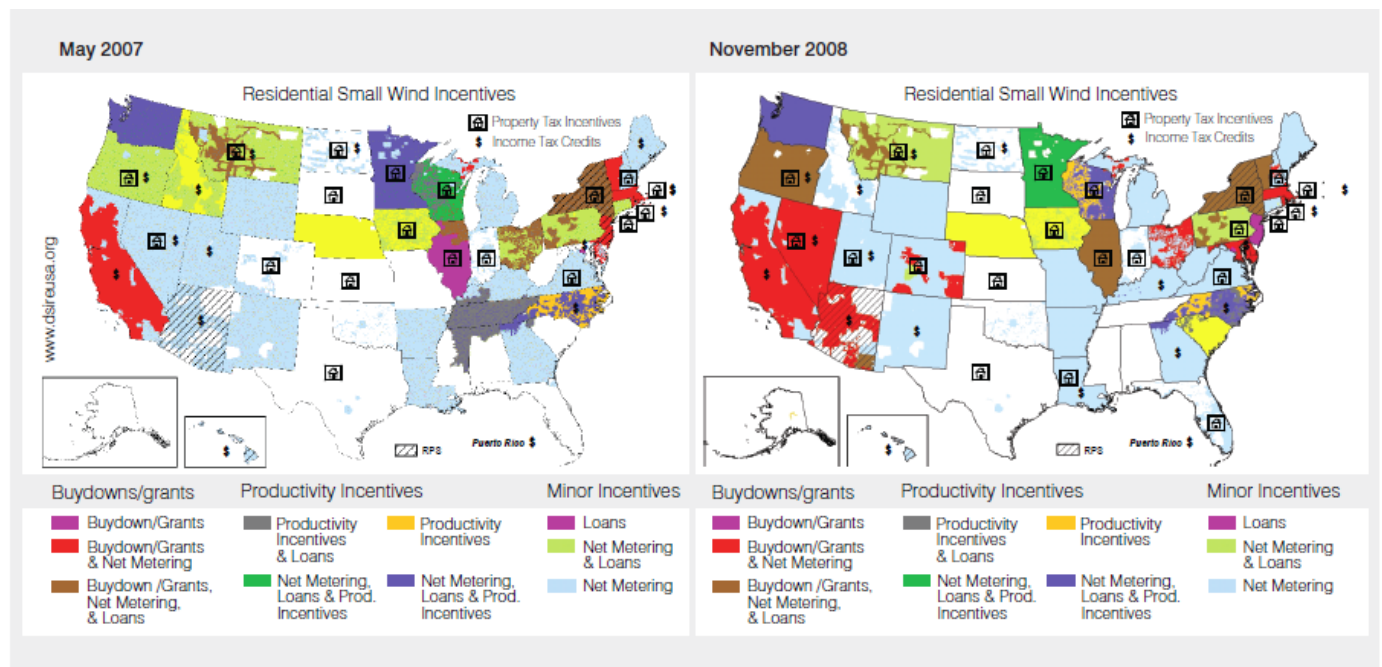 May 2007
Residential Small Wind Incentives
Property Tax Incentives
$ Income Tax Credits
www.dsireusa.org
Puerto Rico $
RPS
Buydowns/grants
Productivity Incentives
Minor Incentives
Buydown/Grants
Buydown/Grants
& Net Metering
Buydown /Grants,
Net Metering,
& Loans
Productivity
Incentives
& Loans
Net Metering,
Loans & Prod.
Incentives
Productivity
Incentives
Net Metering,
Loans & Prod.
Incentives
Loans
Net Metering
& Loans
Net Metering
November 2008
Residential Small Wind Incentives
Property Tax Incentives
$ Income Tax Credits
Puerto Rico $
RPS
Buydowns/grants
Productivity Incentives
Minor Incentives
Buydown/Grants
Buydown/Grants
& Net Metering
Buydown /Grants,
Net Metering,
& Loans
Productivity
Incentives
& Loans
Net Metering,
Loans & Prod.
Incentives
Productivity
Incentives
Net Metering,
Loans & Prod.
Incentives
Loans
Net Metering
& Loans
Net Metering